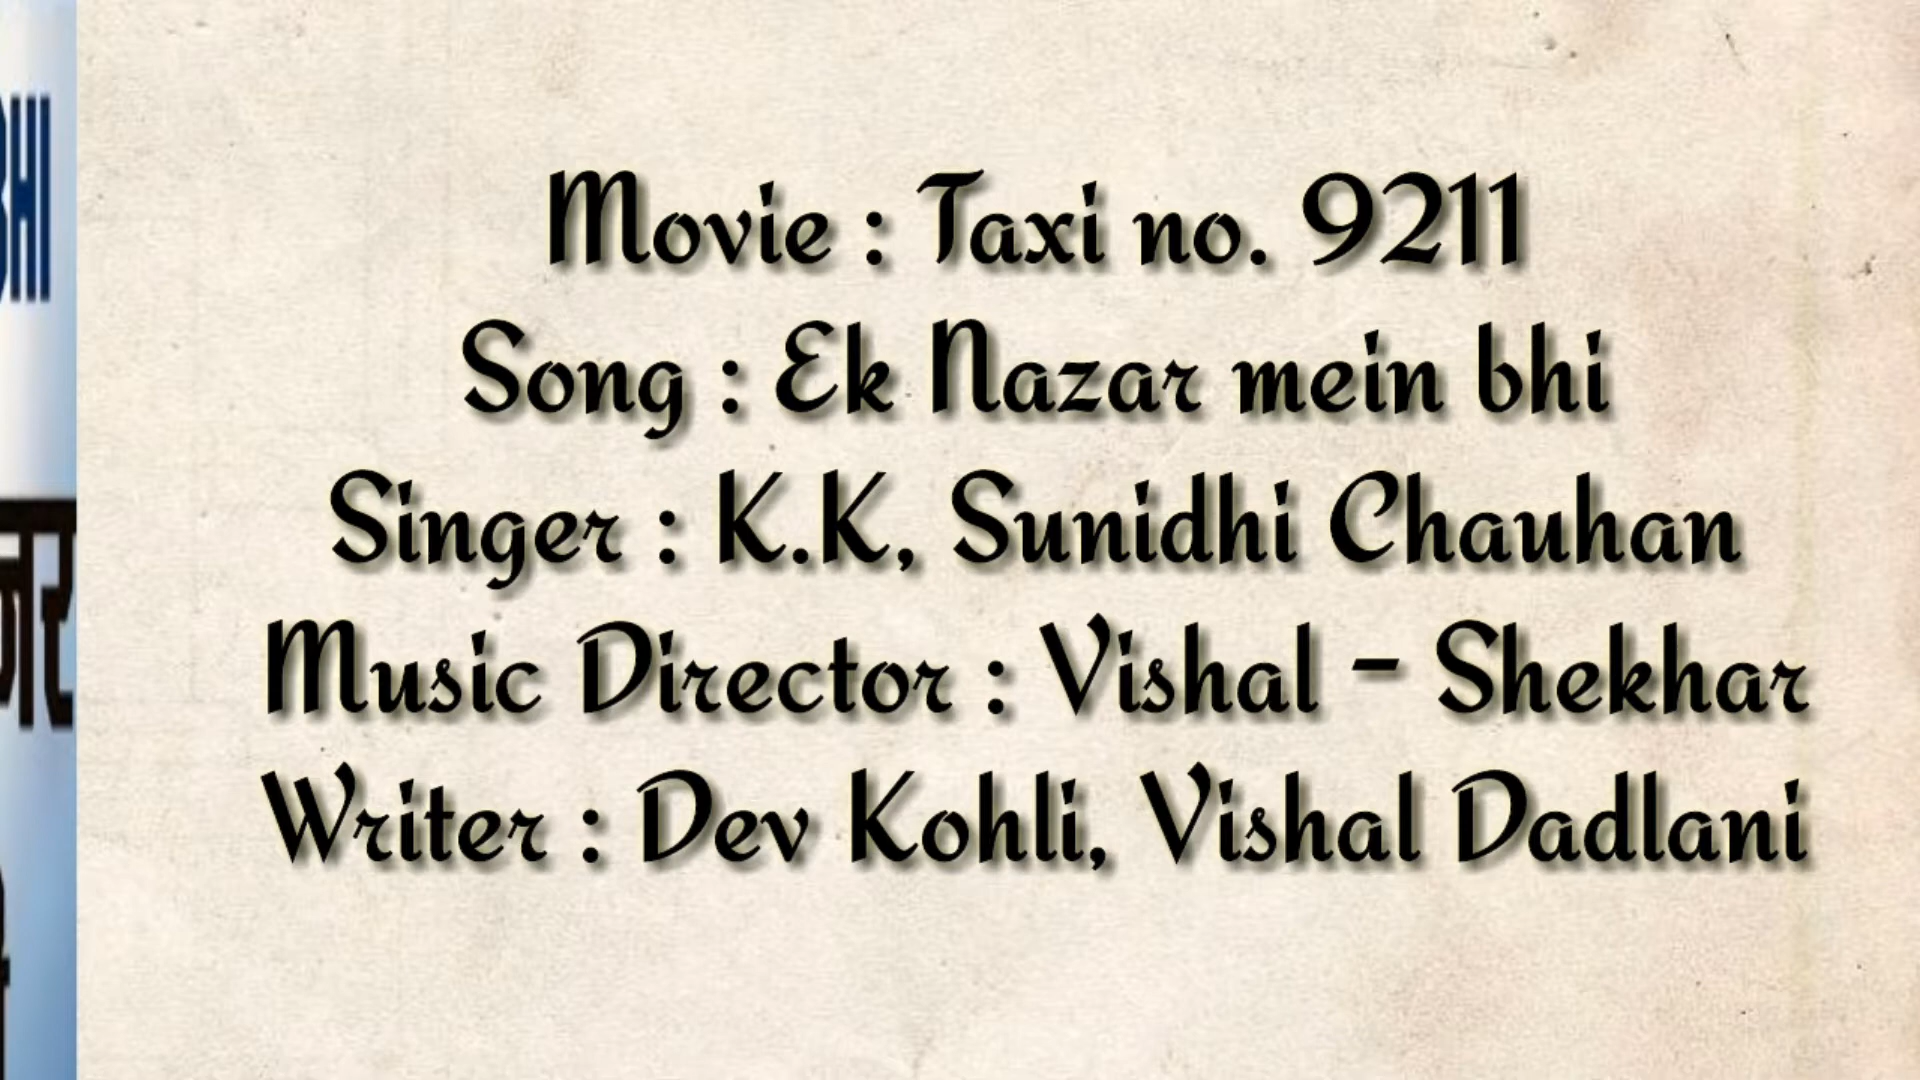 Movie : Taxi no. 9211
Song : Ek Nazar mein bhi
Singer : K.K, Sunidhi Chauhan
Music Director : Vishal - Shekhar
Writer : Dev Kohli, Vishal Dadlani